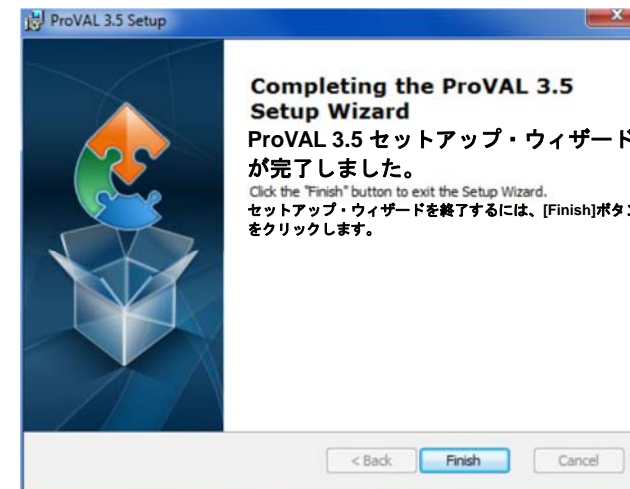 ProVAL 3.5 Setup
Completing the ProVAL 3.5
Setup Wizard
ProVAL 3.5 セットアップ・ウィザード
が完了しました。
Click the "Finish" button to exit the Setup Wizard.
セットアップ・ウィザードを終了するには、[Finish]ボタン
をクリックします。
< Back
Finish
Cancel